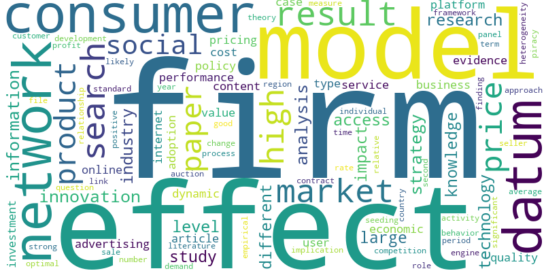 consumer
result
case
measure
theory
platform
framework
customer
development
profit
social
pricing
cost
policy
research
panel
term
heterogeneity
piracy
model
likely
performance
region
evidence
network
information
product
search
standard
year
content
type
service
business
finding
approach
file
relationship
positive
industry
internet
adoption
paper
value
good
change
process
high
analysis
individual
time
access
impact
strategy
knowledge
price
datum
firm
link
online
auction
relative
rate
contract
second
seller
question
innovation
dynamic
market
different
economic
country
technology
average
significant
investment
strong
optimal
advertising
sale
number
demand
level
article
literature
study
empirical
effect
large
user
implication
seeding
activity
behavior
period
engine
role
quality